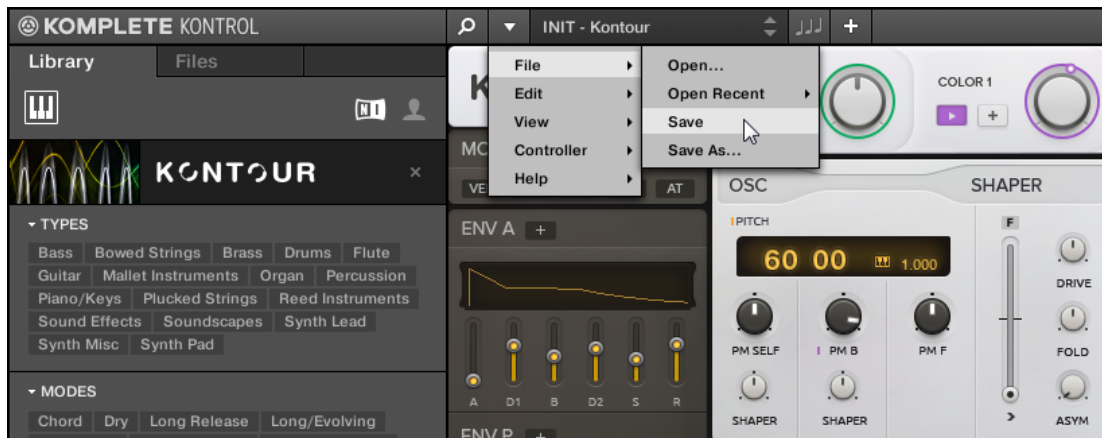 KOMPLETE KONTROL
INIT - Kontour
Library
Files
KONTOUR
TYPES
Bass Bowed Strings Brass Drums Flute
Guitar Mallet Instruments Organ Percussion
Piano/Keys Plucked Strings Reed Instruments
Sound Effects Soundscapes Synth Lead
Synth Misc Synth Pad
MODES
Chord Dry Long Release Long/Evolving
File
Edit
View
Controller
Help
Open...
Open Recent
Save
Save As...
COLOR 1
AT
ENV A
A D1 B D2 S R
ENV P
OSC
SHAPER
PITCH
60 00 1.000
PM SELF PM B PM F
SHAPER SHAPER
F
DRIVE
FOLD
ASYM